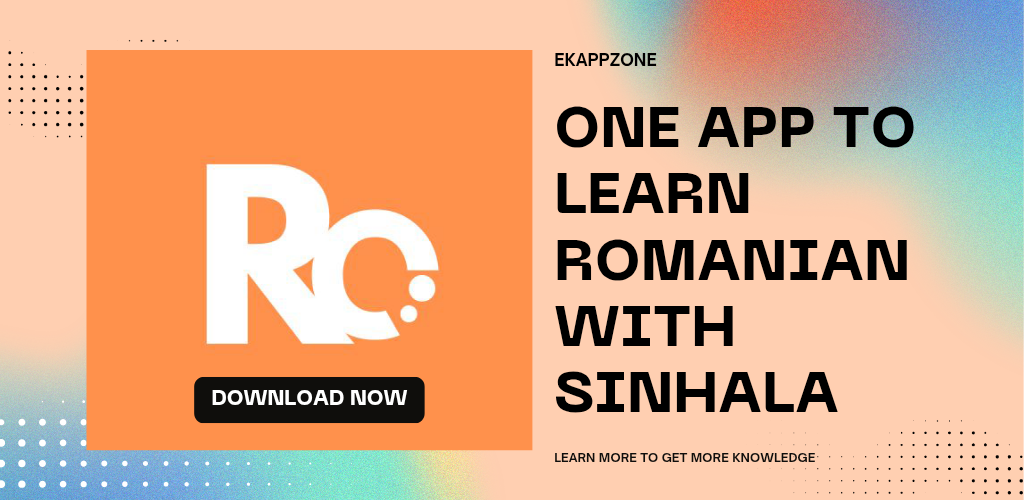 Ro
DOWNLOAD NOW
EKAPPZONE
ONE APP TO
LEARN
ROMANIAN
WITH
SINHALA
LEARN MORE TO GET MORE KNOWLEDGE